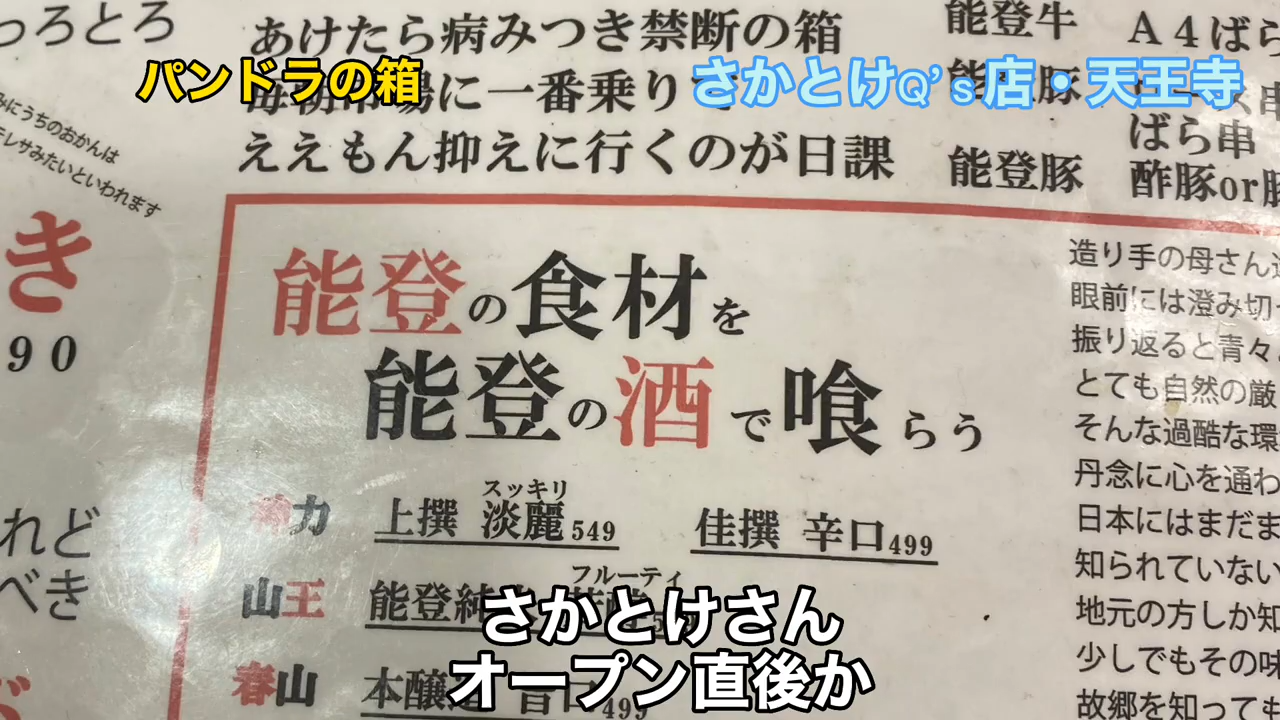 っろとろ
あけたら病みつき禁断の箱
能登牛
A4ばら
パンドラの箱
さかとけQ's店・天王寺
に一番乗り
豚
串
ええもん抑えに行くのが日課
ばら串
能登豚
酢豚or豚
みにうちのおかんは
テレサみたいといわれます
き
90
能登の食材を
能登の酒で喰らう
造り手の母さん
眼前には澄み切
振り返ると青々
とても自然の厳
そんな過酷な環
丹念に心を通わ
日本にはまだま
知られていない
地元の方しか知
少しでもその味
故郷を知っても
れど
べき
力 上撰 淡麗 スッキリ 549 佳撰 辛口 499
山王 能登純 フルーティ
春山 本醸 499
さかとけさん
オープン直後か